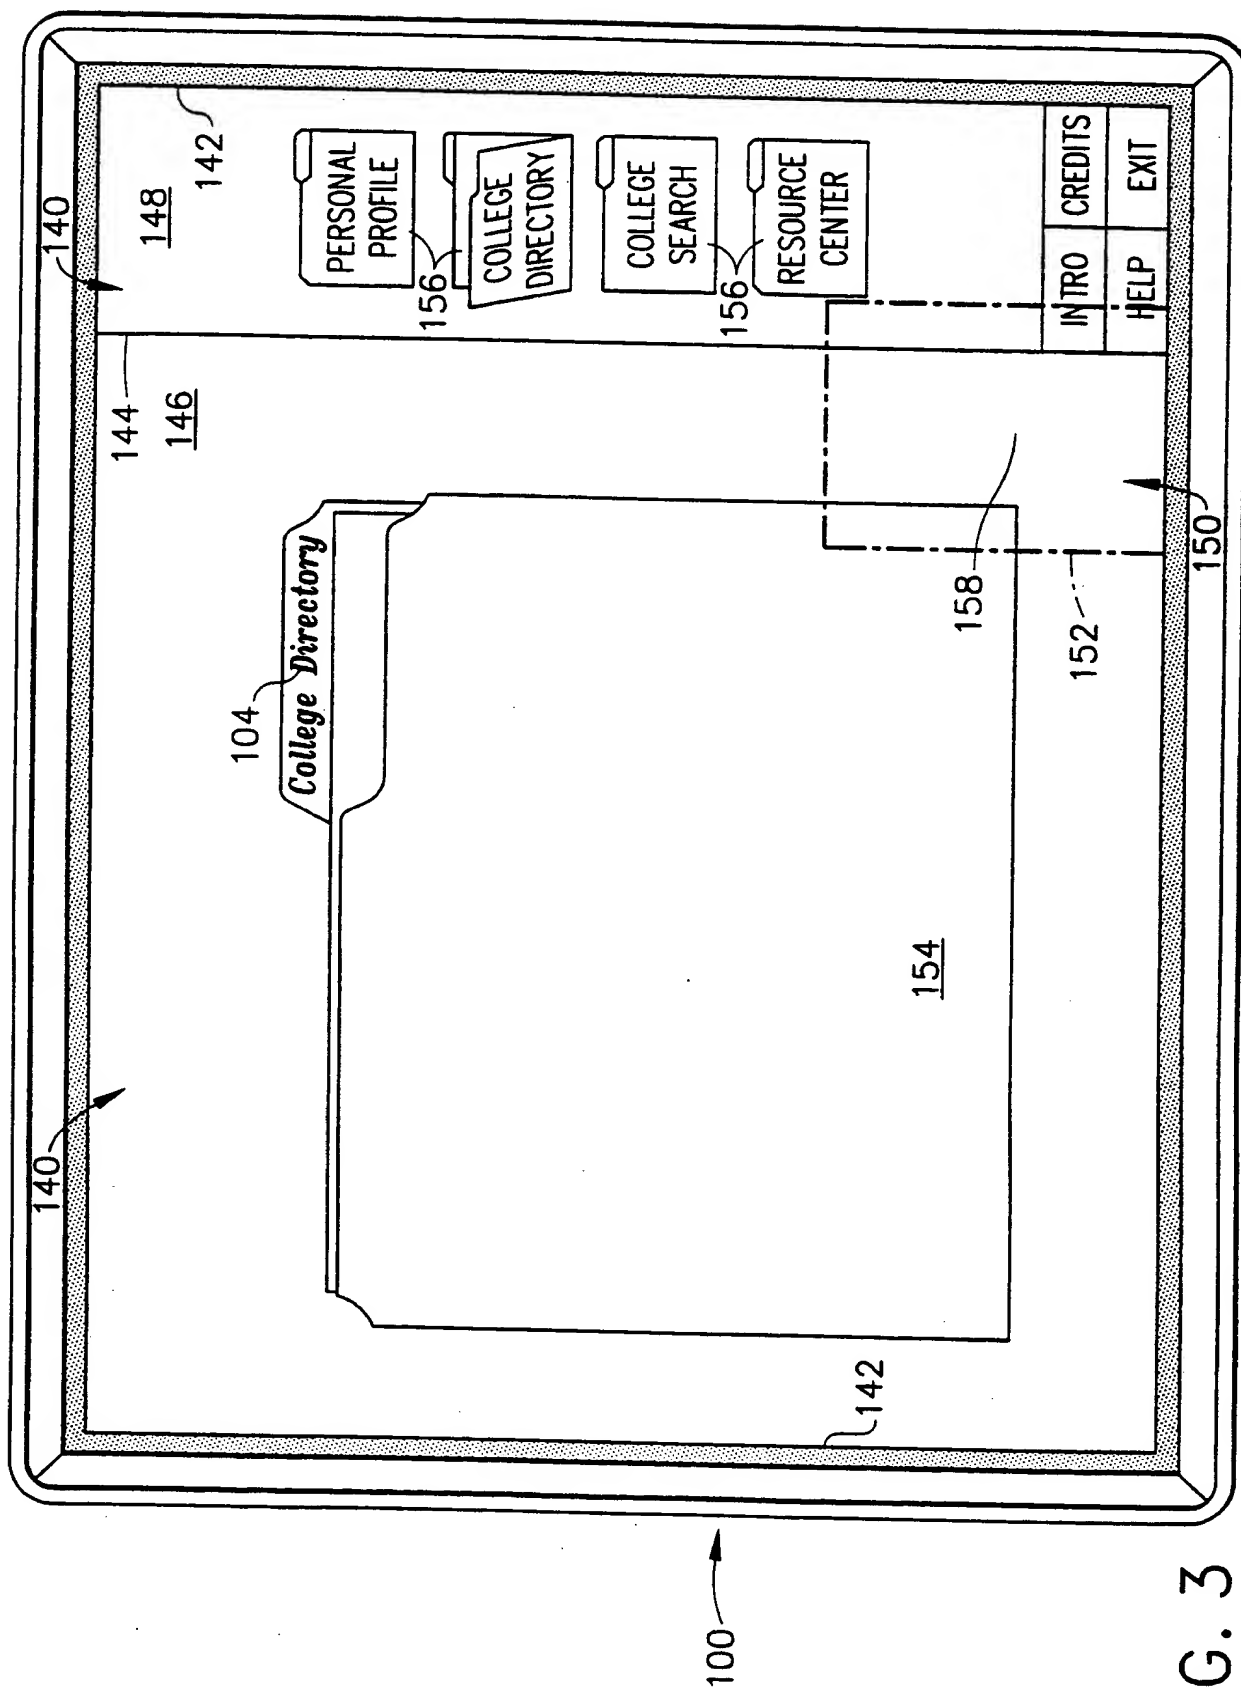 140
140
144
148
146
142
104
College Directory
PERSONAL
PROFILE
156
COLLEGE
DIRECTORY
COLLEGE
SEARCH
100
156
RESOURCE
CENTER
142
154
158
INTRO CREDITS
152
HELP EXIT
150
G. 3